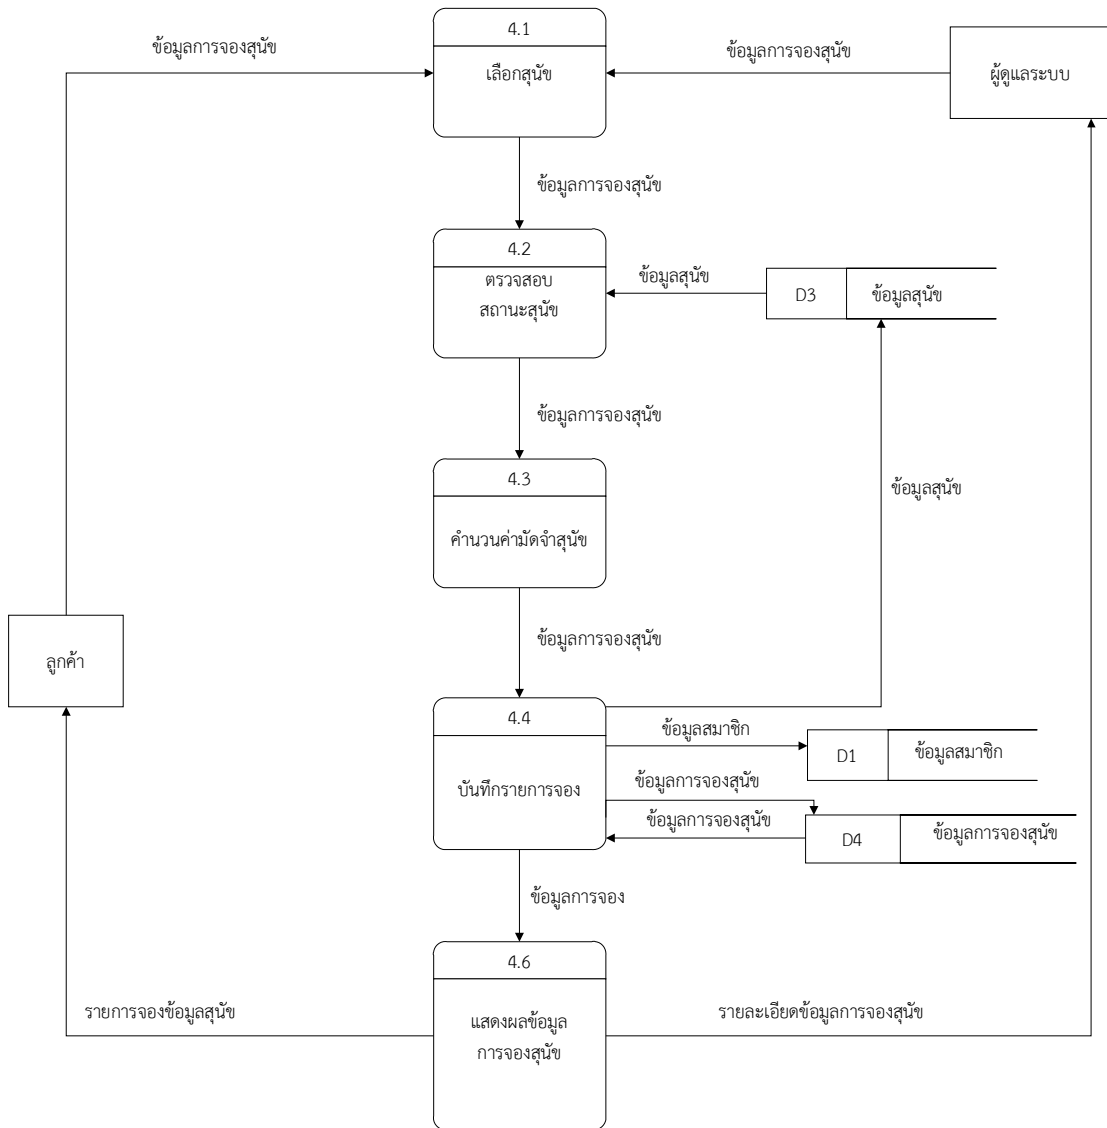 4.1
ข้อมูลการจองสุนัข
ข้อมูลการจองสุนัข
เลือกสุนัข
ผู้ดูแลระบบ
ข้อมูลการจองสุนัข
4.2
ตรวจสอบ
สถานะสุนัข
ข้อมูลสุนัข
D3
ข้อมูลสุนัข
ข้อมูลการจองสุนัข
4.3
คำนวนค่ามัดจำสุนัข
ข้อมูลสุนัข
ข้อมูลการจองสุนัข
ลูกค้า
4.4
บันทึกรายการจอง
ข้อมูลสมาชิก
D1
ข้อมูลสมาชิก
ข้อมูลการจองสุนัข
ข้อมูลการจองสุนัข
D4
ข้อมูลการจองสุนัข
ข้อมูลการจอง
4.6
แสดงผลข้อมูล
การจองสุนัข
รายการจองข้อมูลสุนัข
รายละเอียดข้อมูลการจองสุนัข